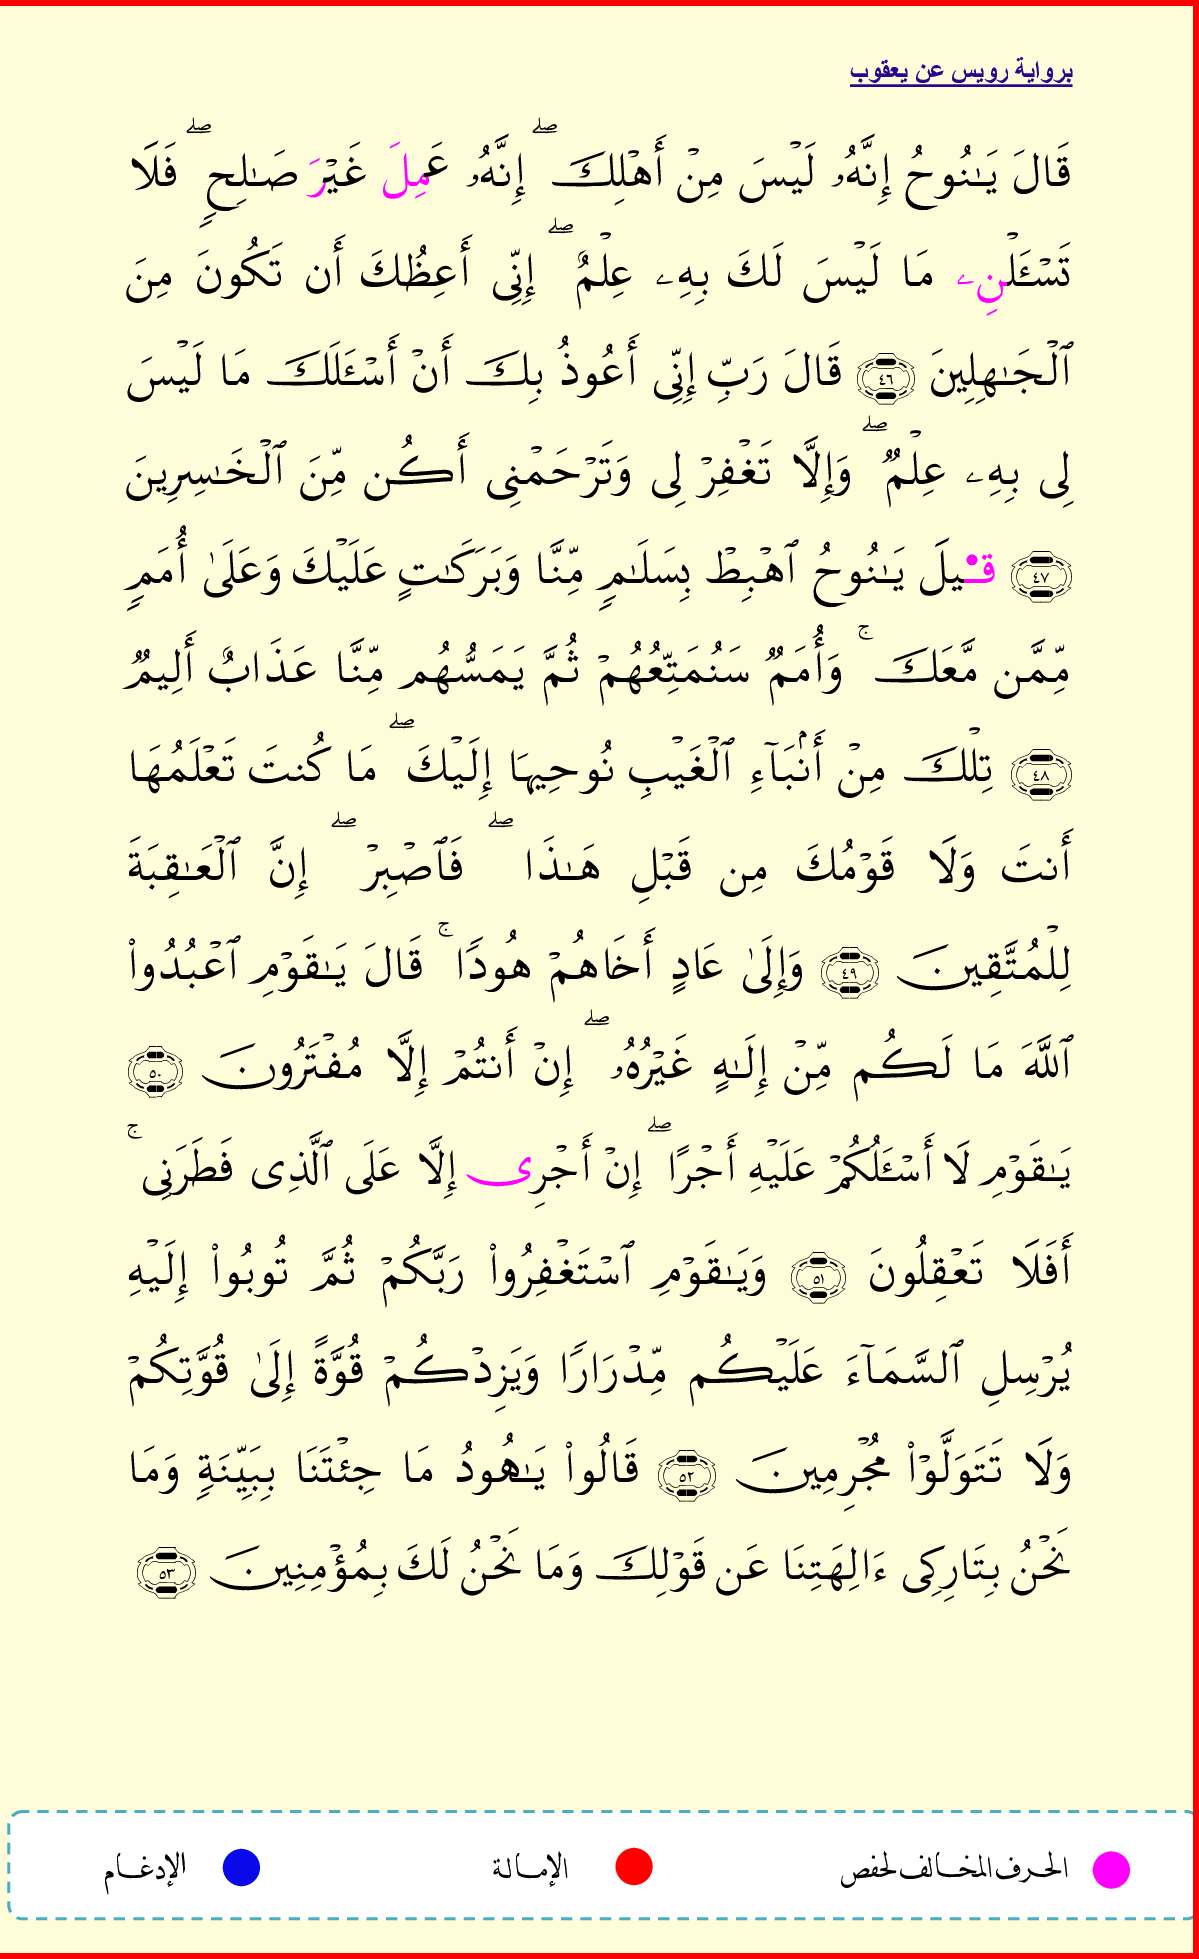 برواية رويس عن يعقوب
قَالَ يَـٰنُوحُ إِنَّهُۥ لَيۡسَ مِنۡ أَهۡلِكَۖ إِنَّهُۥ عَمِلَ غَيۡرَ صَـٰلِحٖۖ فَلَا
تَسۡـَٔلۡنِۦ مَا لَيۡسَ لَكَ بِهِۦ عِلۡمٌۖ إِنِّي أَعِظُكَ أَن تَكُونَ مِنَ
ٱلۡجَـٰهِلِينَ ٤٦ قَالَ رَبِّ إِنِّي أَعُوذُ بِكَ أَنۡ أَسۡـَٔلَكَ مَا لَيۡسَ
لِي بِهِۦ عِلۡمٞۖ وَإِلَّا تَغۡفِرۡ لِي وَتَرۡحَمۡنِي أَكُن مِّنَ ٱلۡخَـٰسِرِينَ
٤٧ قِيلَ يَـٰنُوحُ ٱهۡبِطۡ بِسَلَـٰمٖ مِّنَّا وَبَرَكَـٰتٍ عَلَيۡكَ وَعَلَىٰٓ أُمَمٖ
مِّمَّن مَّعَكَۚ وَأُمَمٞ سَنُمَتِّعُهُمۡ ثُمَّ يَمَسُّهُم مِّنَّا عَذَابٌ أَلِيمٞ
٤٨ تِلۡكَ مِنۡ أَنۢبَآءِ ٱلۡغَيۡبِ نُوحِيهَا إِلَيۡكَۖ مَا كُنتَ تَعۡلَمُهَا
أَنتَ وَلَا قَوۡمُكَ مِن قَبۡلِ هَـٰذَاۖ فَٱصۡبِرۡۖ إِنَّ ٱلۡعَـٰقِبَةَ
لِلۡمُتَّقِينَ ٤٩ وَإِلَىٰ عَادٍ أَخَاهُمۡ هُودٗاۚ قَالَ يَـٰقَوۡمِ ٱعۡبُدُواْ
ٱللَّهَ مَا لَكُم مِّنۡ إِلَـٰهٍ غَيۡرُهُۥۖ إِنۡ أَنتُمۡ إِلَّا مُفۡتَرُونَ ٥٠
يَـٰقَوۡمِ لَا أَسۡـَٔلُكُمۡ عَلَيۡهِ أَجۡرًاۖ إِنۡ أَجۡرِي إِلَّا عَلَى ٱلَّذِي فَطَرَنِيۚ
أَفَلَا تَعۡقِلُونَ ٥١ وَيَـٰقَوۡمِ ٱسۡتَغۡفِرُواْ رَبَّكُمۡ ثُمَّ تُوبُواْ إِلَيۡهِ
يُرۡسِلِ ٱلسَّمَآءَ عَلَيۡكُم مِّدۡرَارٗا وَيَزِدۡكُمۡ قُوَّةً إِلَىٰ قُوَّتِكُمۡ
وَلَا تَتَوَلَّوۡاْ مُجۡرِمِينَ ٥٢ قَالُواْ يَـٰهُودُ مَا جِئۡتَنَا بِبَيِّنَةٖ وَمَا
نَحۡنُ بِتَارِكِي ءَالِهَتِنَا عَن قَوۡلِكَ وَمَا نَحۡنُ لَكَ بِمُؤۡمِنِينَ ٥٣
الحرف المخالف لحفص الإمالة الإدغام